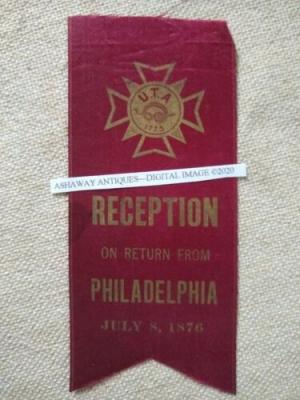 U.T.A
1775
ASHAWAY ANTIQUES—DIGITAL IMAGE ©2020
RECEPTION
ON RETURN FROM
PHILADELPHIA
JULY 8, 1876